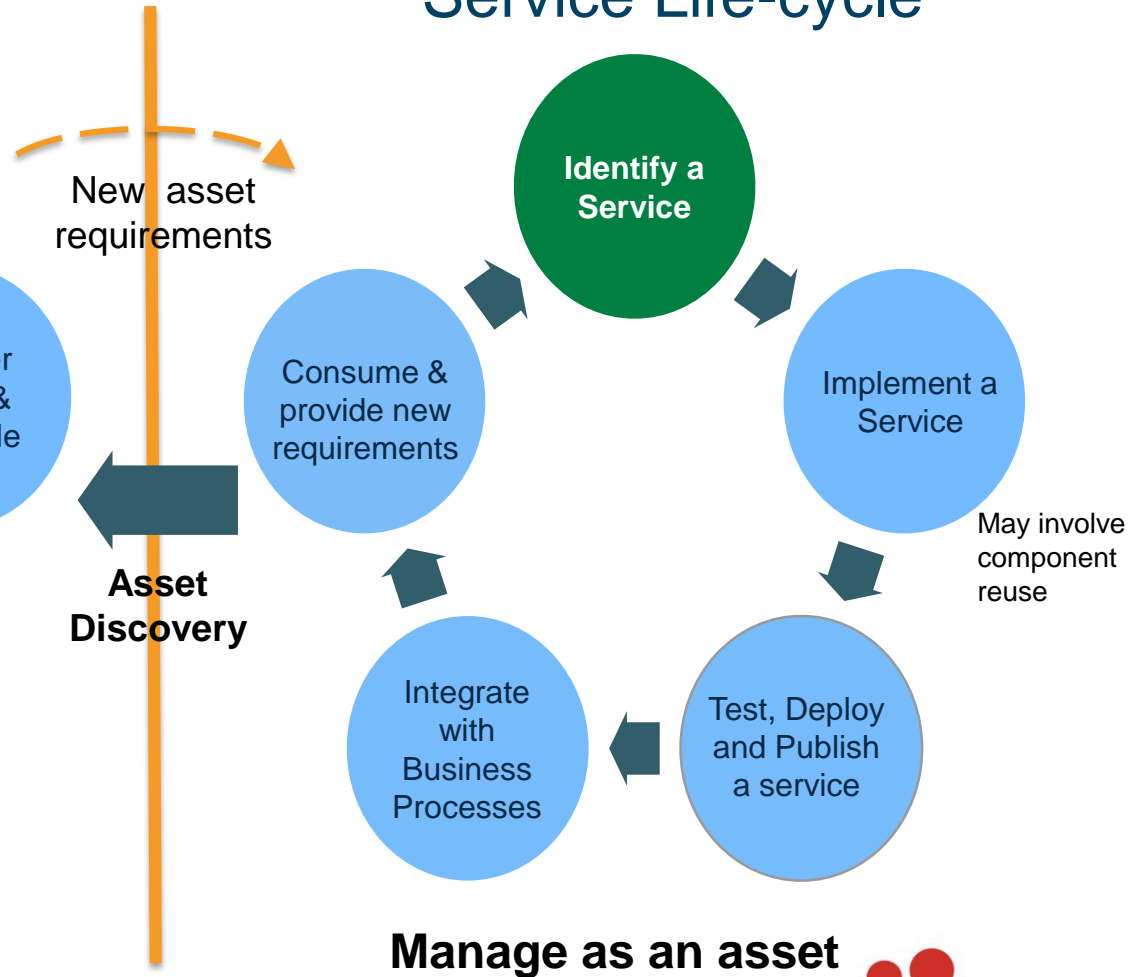 Service Life-cycle
New asset
requirements
Identify a
Service
Consume &
provide new
requirements
Implement a
Service
May involve
component
reuse
Asset
Discovery
Integrate
with
Business
Processes
Test, Deploy
and Publish
a service
Manage as an asset